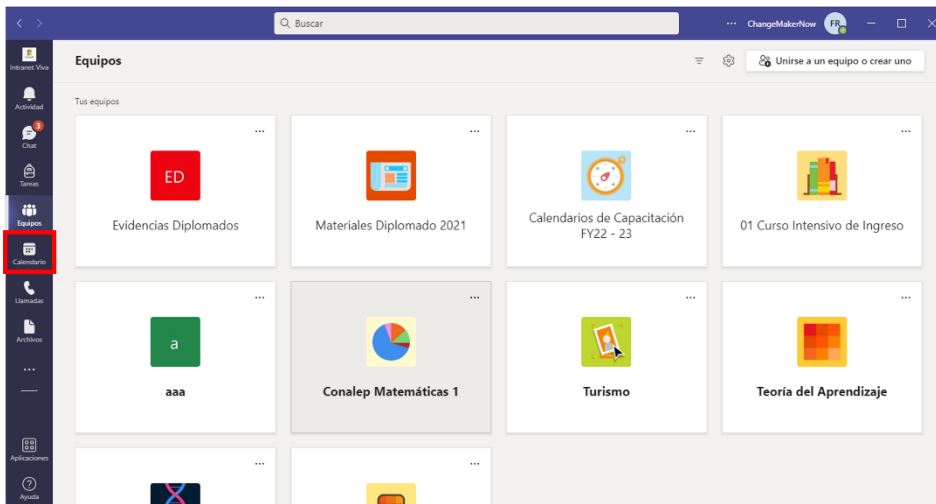 Buscar
ChangeMakerNow
FR
Intranet Viva
Equipos
Unirse a un equipo o crear uno
Actividad
Tus equipos
3
Chat
Tareas
ED
Evidencias Diplomados
Materiales Diplomado 2021
Calendarios de Capacitación
FY22 - 23
01 Curso Intensivo de Ingreso
Equipos
Calendario
Llamadas
Archivos
a
aaa
Conalep Matemáticas 1
Turismo
Teoría del Aprendizaje
Aplicaciones
Ayuda